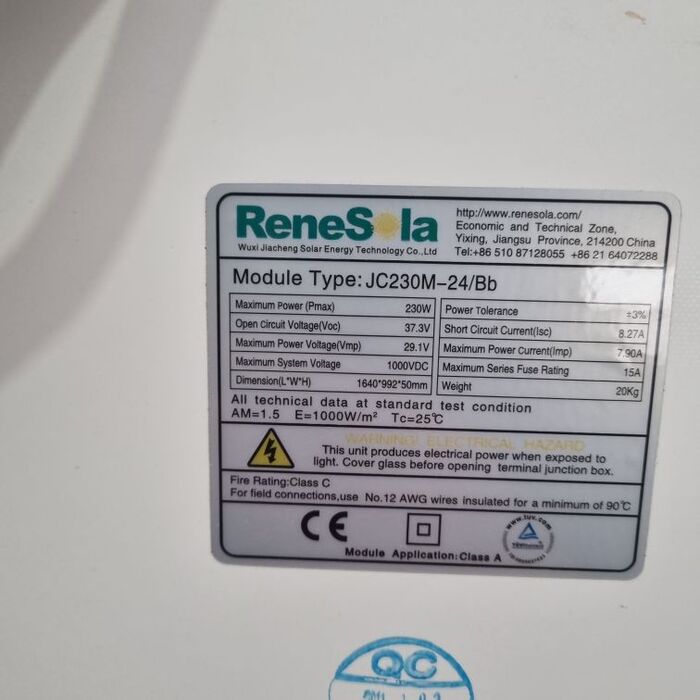 ReneSola
Wuxi Jiacheng Solar Energy Technology Co.,Ltd
http://www.renesola.com/
Economic and Technical Zone,
Yixing, Jiangsu Province, 214200 China
Tel:+86 510 87128055 +86 21 64072288
Module Type: JC230M-24/Bb
Maximum Power (Pmax) 230W
Open Circuit Voltage(Voc) 37.3V
Maximum Power Voltage(Vmp) 29.1V
Maximum System Voltage 1000VDC
Dimension(L*W*H) 1640*992*50mm
Power Tolerance ±3%
Short Circuit Current(Isc) 8.27A
Maximum Power Current(Imp) 7.90A
Maximum Series Fuse Rating 15A
Weight 20Kg
All technical data at standard test condition
AM=1.5 E=1000W/m² Tc=25℃
WARNING! ELECTRICAL HAZARD
This unit produces electrical power when exposed to
light. Cover glass before opening terminal junction box.
Fire Rating:Class C
For field connections,use No.12 AWG wires insulated for a minimum of 90℃
CE
www.tuv.com
Module Application:Class A
QC